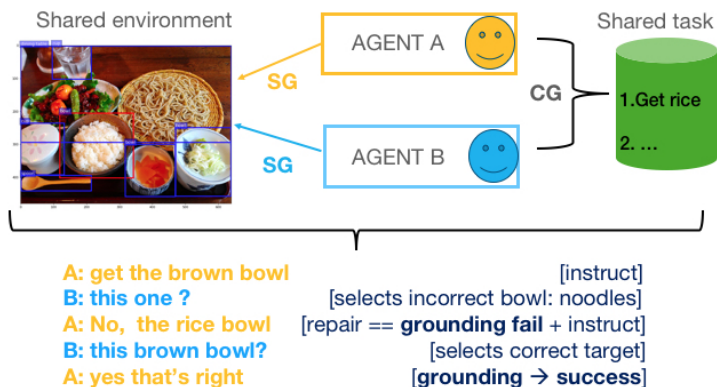 Shared environment
Shared task
AGENT A
SG
CG
1.Get rice
AGENT B
SG
2. ...
A: get the brown bowl [instruct]
B: this one ? [selects incorrect bowl: noodles]
A: No, the rice bowl [repair == grounding fail + instruct]
B: this brown bowl? [selects correct target]
A: yes that's right [grounding → success]